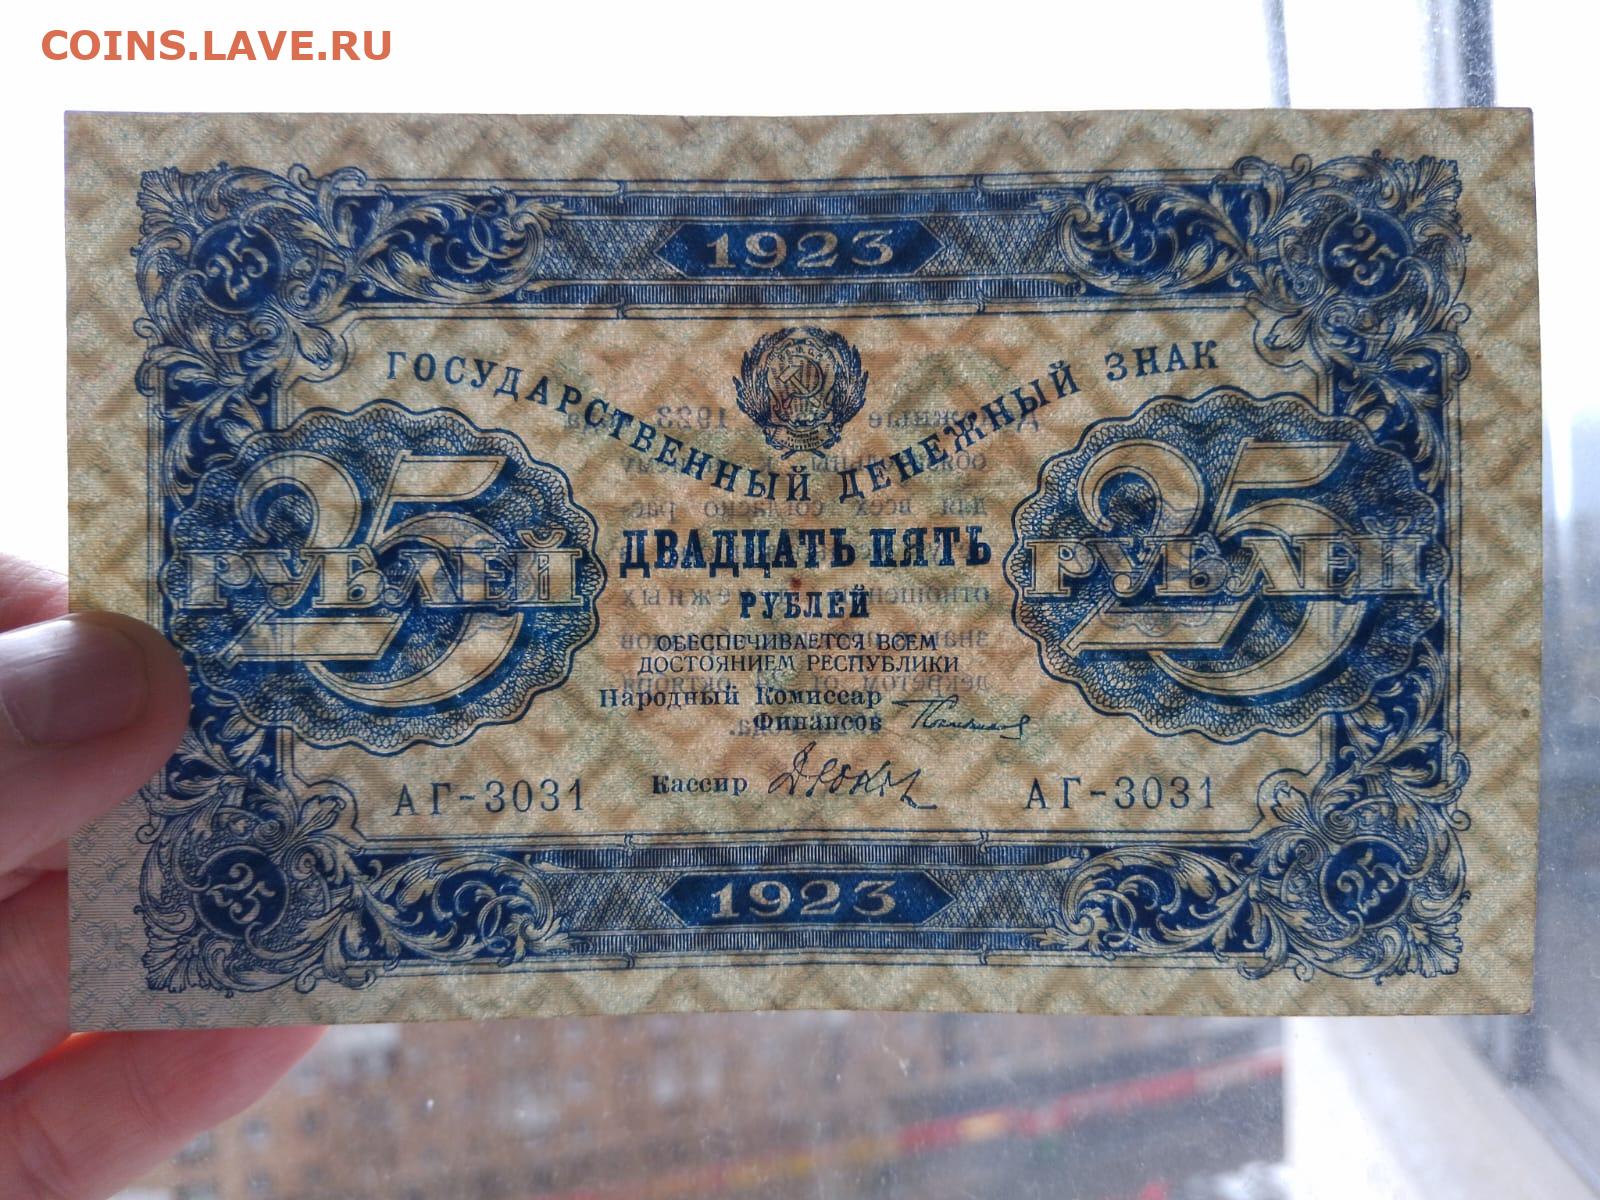 COINS.LAVE.RU
1923
25 25
ГОСУДАРСТВЕННЫЙ ДЕНЕЖНЫЙ ЗНАК
25 РУБЛЕЙ
25 РУБЛЕЙ
ДВАДЦАТЬ ПЯТЬ
РУБЛЕЙ
ОБЕСПЕЧИВАЕТСЯ ВСЕМ
ДОСТОЯНИЕМ РЕСПУБЛИКИ
Народный Комиссар
Финансов
Кассир
АГ-3031 АГ-3031
25 25
1923